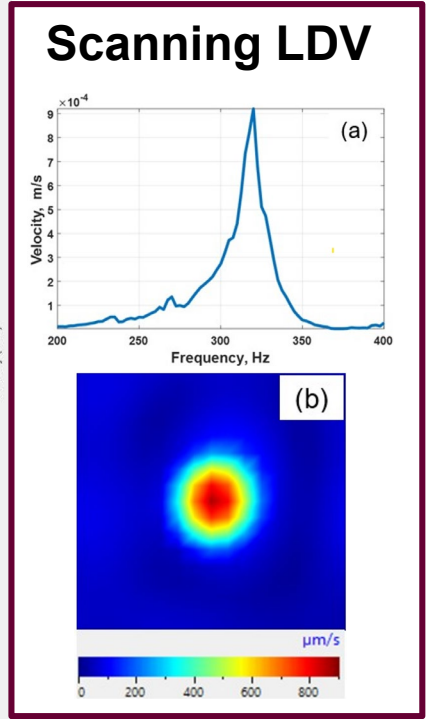 Scanning LDV
×10⁻⁴
(a)
9
8
7
6
5
4
3
2
1
Velocity, m/s
200 250 300 350 400
Frequency, Hz
(b)
µm/s
0 200 400 600 800